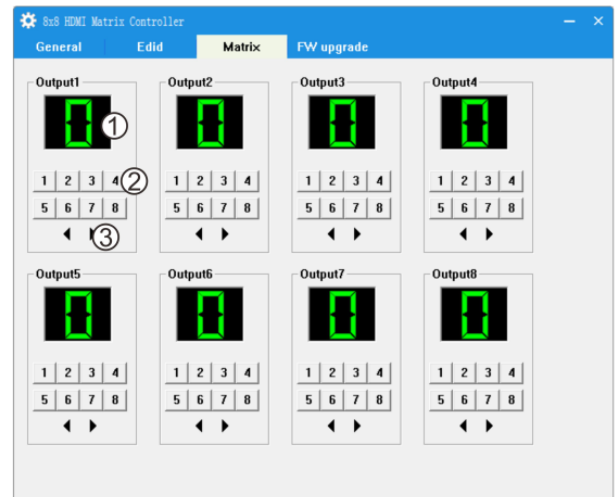 8x8 HDMI Matrix Controller
General Edid Matrix FW upgrade
Output1 Output2 Output3 Output4
0 ① 0 0 0
1 2 3 4 ② 1 2 3 4 1 2 3 4 1 2 3 4
5 6 7 8 5 6 7 8 5 6 7 8 5 6 7 8
③
Output5 Output6 Output7 Output8
0 0 0 0
1 2 3 4 1 2 3 4 1 2 3 4 1 2 3 4
5 6 7 8 5 6 7 8 5 6 7 8 5 6 7 8